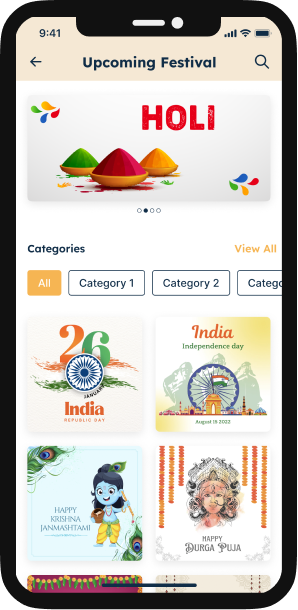 9:41
Upcoming Festival
HOLI
Categories
View All
All
Category 1
Category 2
Catego
26
JANUARY
India
REPUBLIC DAY
India
Independence day
August 15 2022
HAPPY
KRISHNA
JANMASHTAMI
HAPPY
DURGA PUJA